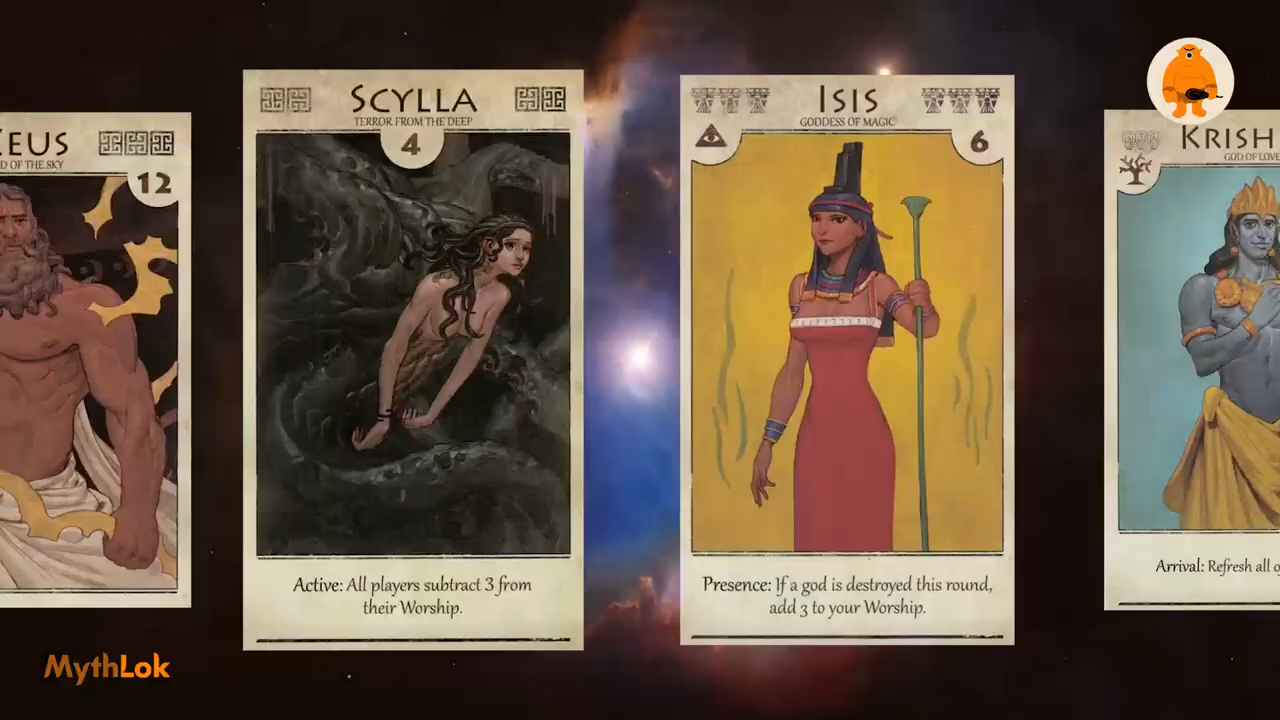 ZEUS
D OF THE SKY
12
SCYLLA
TERROR FROM THE DEEP
4
Active: All players subtract 3 from
their Worship.
ISIS
GODDESS OF MAGIC
6
Presence: If a god is destroyed this round,
add 3 to your Worship.
KRISH
GOD OF LOVE
Arrival: Refresh all
MythLok